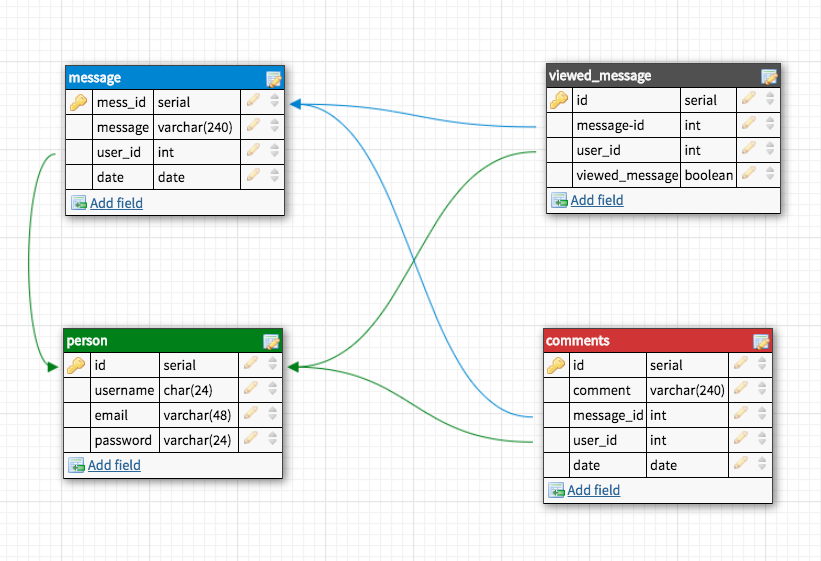 message
mess_id serial
message varchar(240)
user_id int
date date
Add field
viewed_message
id serial
message-id int
user_id int
viewed_message boolean
Add field
person
id serial
username char(24)
email varchar(48)
password varchar(24)
Add field
comments
id serial
comment varchar(240)
message_id int
user_id int
date date
Add field